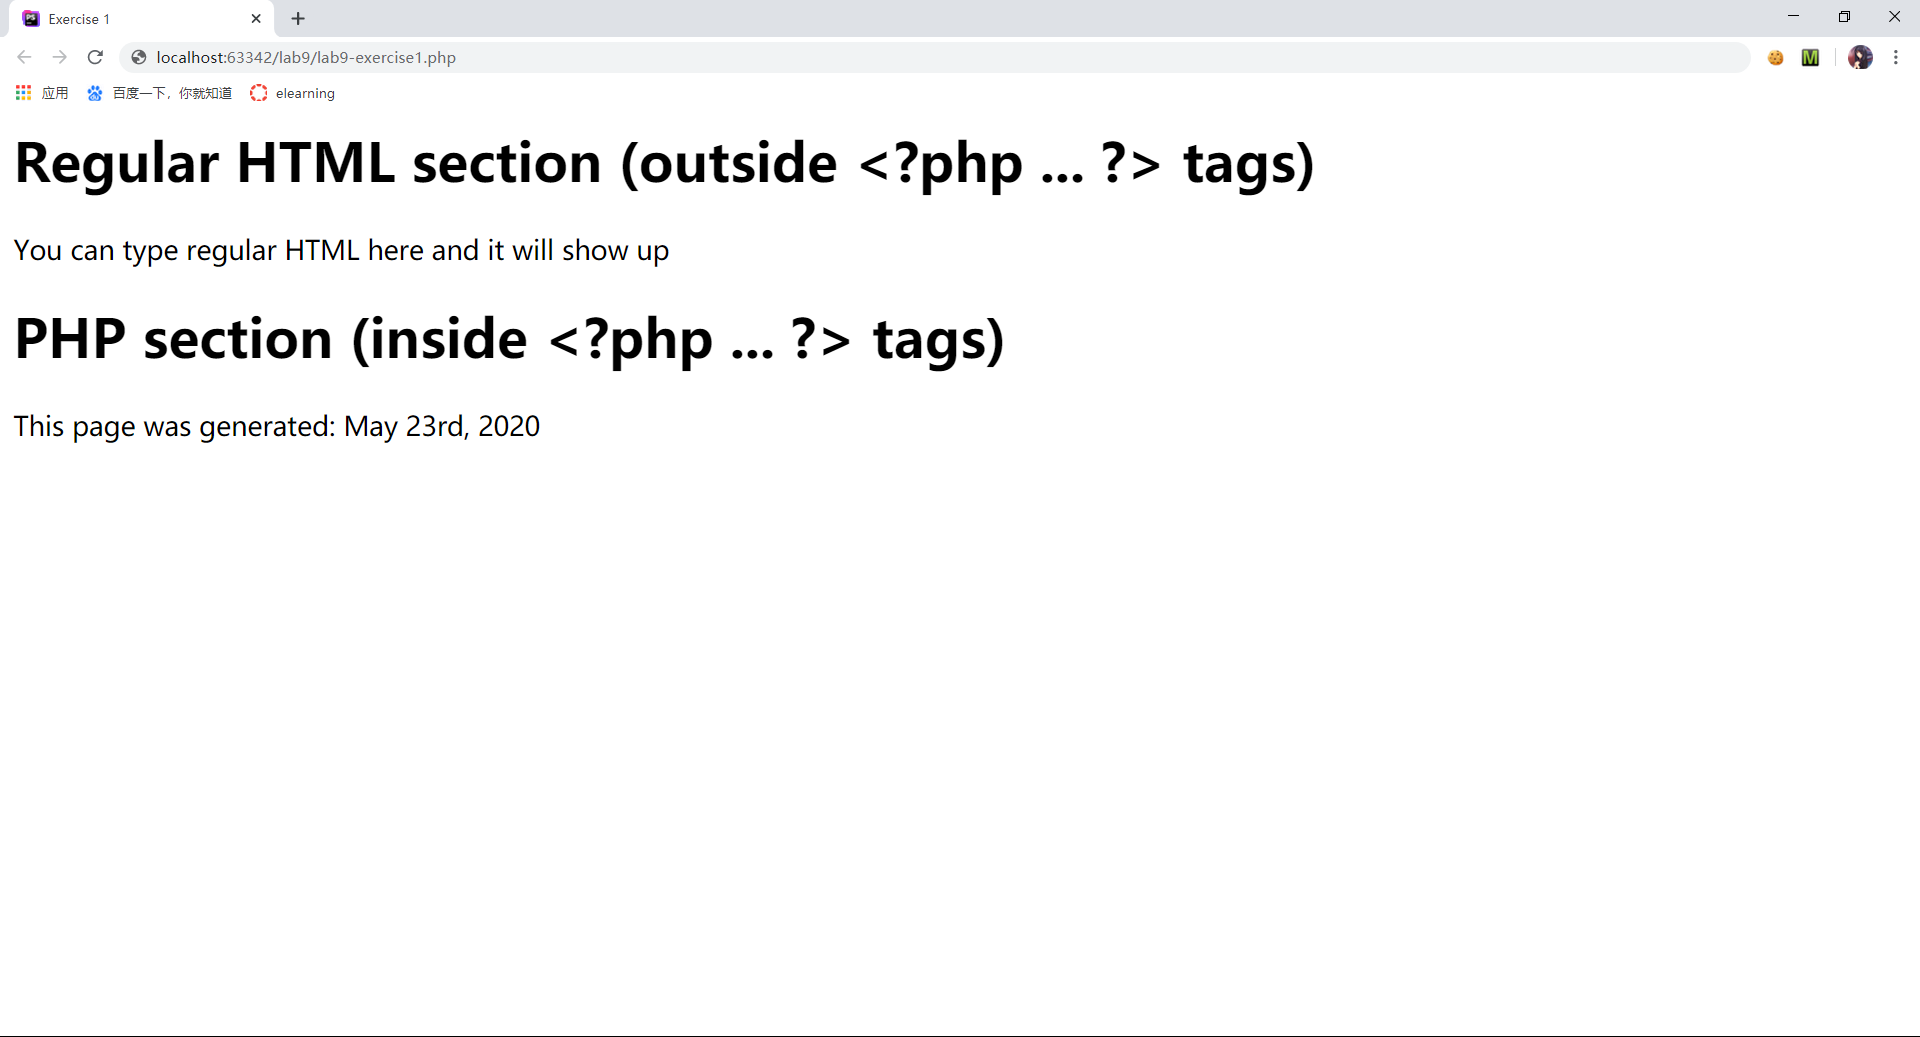 Exercise 1
localhost:63342/lab9/lab9-exercise1.php
应用 百度一下，你就知道 elearning
Regular HTML section (outside <?php ... ?> tags)
You can type regular HTML here and it will show up
PHP section (inside <?php ... ?> tags)
This page was generated: May 23rd, 2020